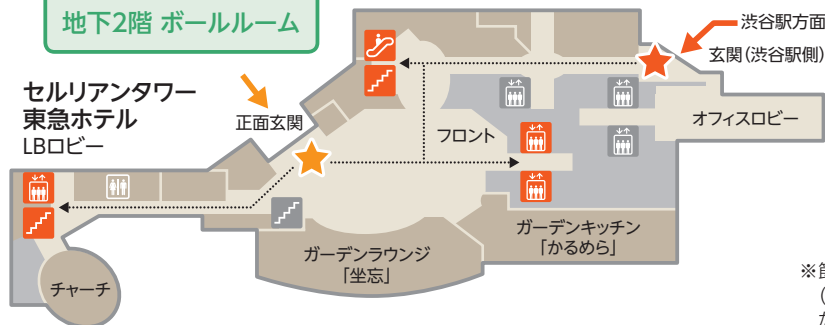 地下2階 ボールルーム
渋谷駅方面
玄関(渋谷駅側)
セルリアンタワー
東急ホテル
LBロビー
正面玄関
フロント
オフィスロビー
ガーデンラウンジ
「坐忘」
ガーデンキッチン
「かるめら」
チャーチ